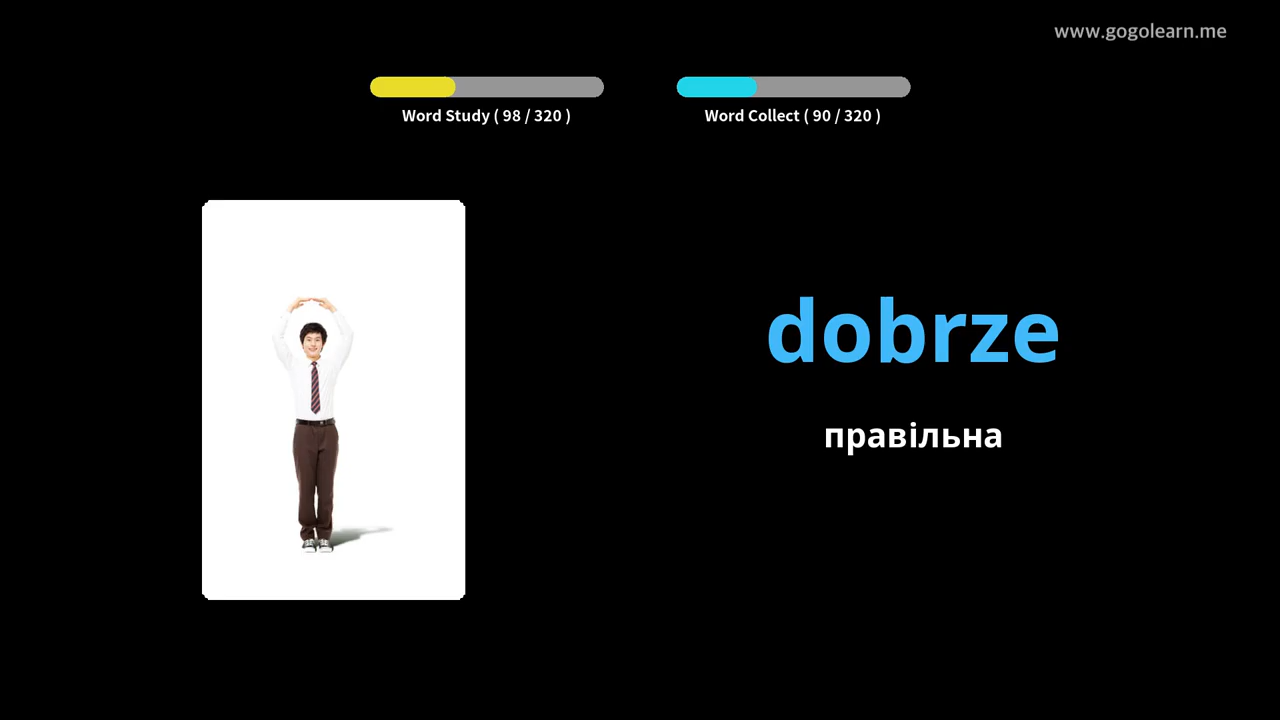 www.gogolearn.me
Word Study ( 98 / 320 )
Word Collect ( 90 / 320 )
dobrze
правільна